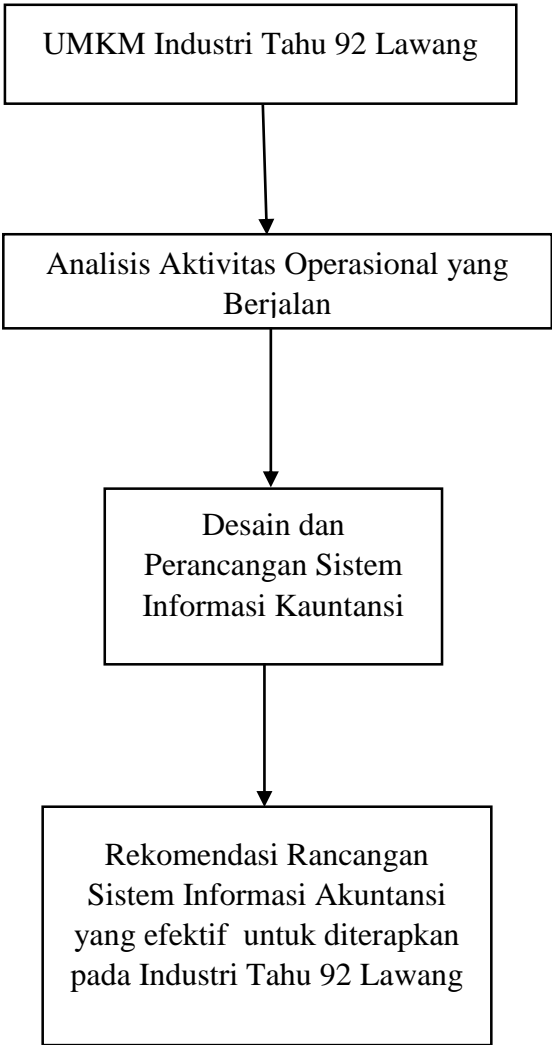 UMKM Industri Tahu 92 Lawang
Analisis Aktivitas Operasional yang
Berjalan
Desain dan
Perancangan Sistem
Informasi Kauntansi
Rekomendasi Rancangan
Sistem Informasi Akuntansi
yang efektif untuk diterapkan
pada Industri Tahu 92 Lawang